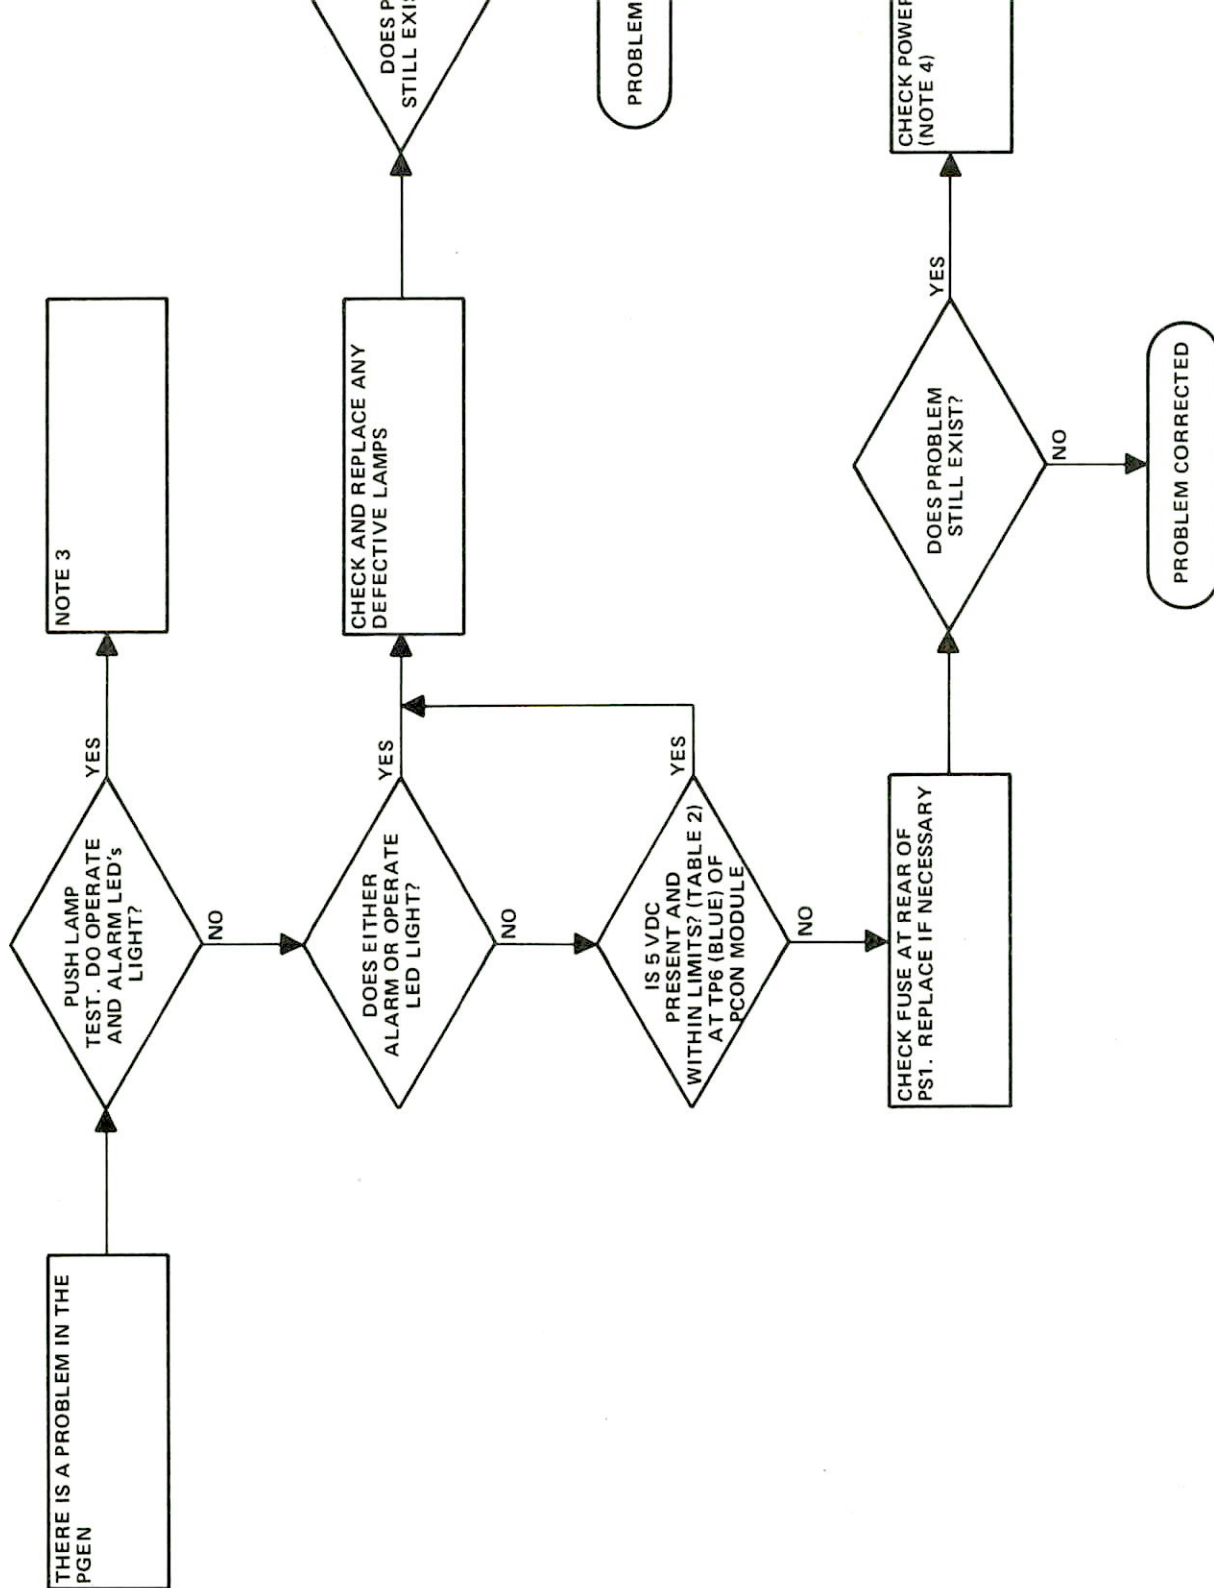 THERE IS A PROBLEM IN THE
PGEN
PUSH LAMP
TEST. DO OPERATE
AND ALARM LED's
LIGHT?
YES
NOTE 3
NO
DOES EITHER
ALARM OR OPERATE
LED LIGHT?
YES
CHECK AND REPLACE ANY
DEFECTIVE LAMPS
DOES
STILL
NO
IS 5 VDC
PRESENT AND
WITHIN LIMITS? (TABLE 2)
AT TP6 (BLUE) OF
PCON MODULE
YES
PROBLEM
NO
CHECK FUSE AT REAR OF
PS1. REPLACE IF NECESSARY
DOES PROBLEM
STILL EXIST?
YES
CHECK POWER
(NOTE 4)
NO
PROBLEM CORRECTED